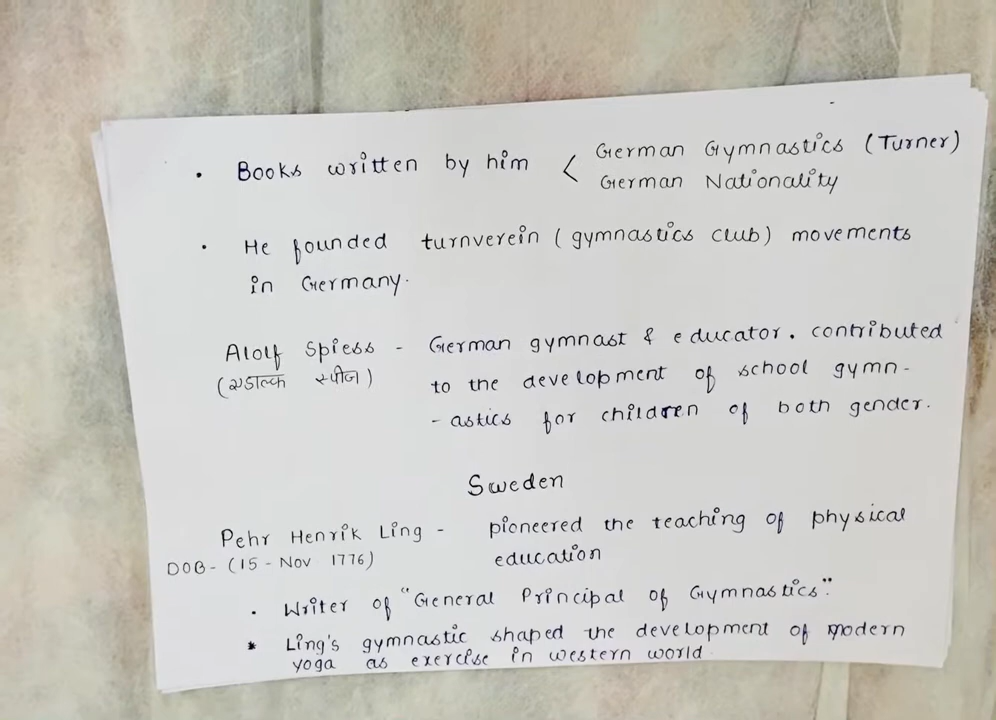 • Books written by him < German Gymnastics (Turner)
German Nationality
• He founded turnverein (gymnastics club) movements
in Germany.
Alolf Spiess - German gymnast & educator. contributed
(अडाल्फ स्पीज) to the development of school gymn-
- astics for children of both gender.
Sweden
Pehr Henrik Ling - pioneered the teaching of physical
DOB- (15 - Nov 1776) education
• Writer of "General Principal of Gymnastics".
* Ling's gymnastic shaped the development of modern
yoga as exercise in western world.